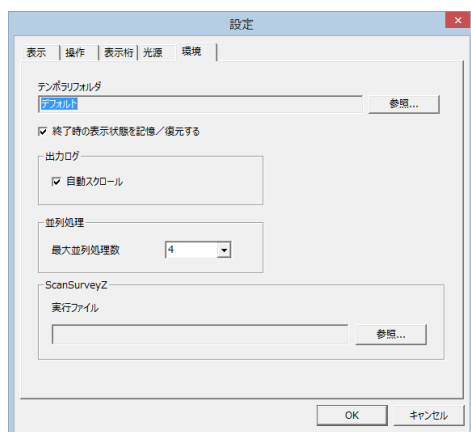 設定
表示 操作 表示桁 光源 環境
テンポラリフォルダ
デフォルト 参照...
終了時の表示状態を記憶／復元する
出力ログ
自動スクロール
並列処理
最大並列処理数 4
ScanSurveyZ
実行ファイル
参照...
OK キャンセル